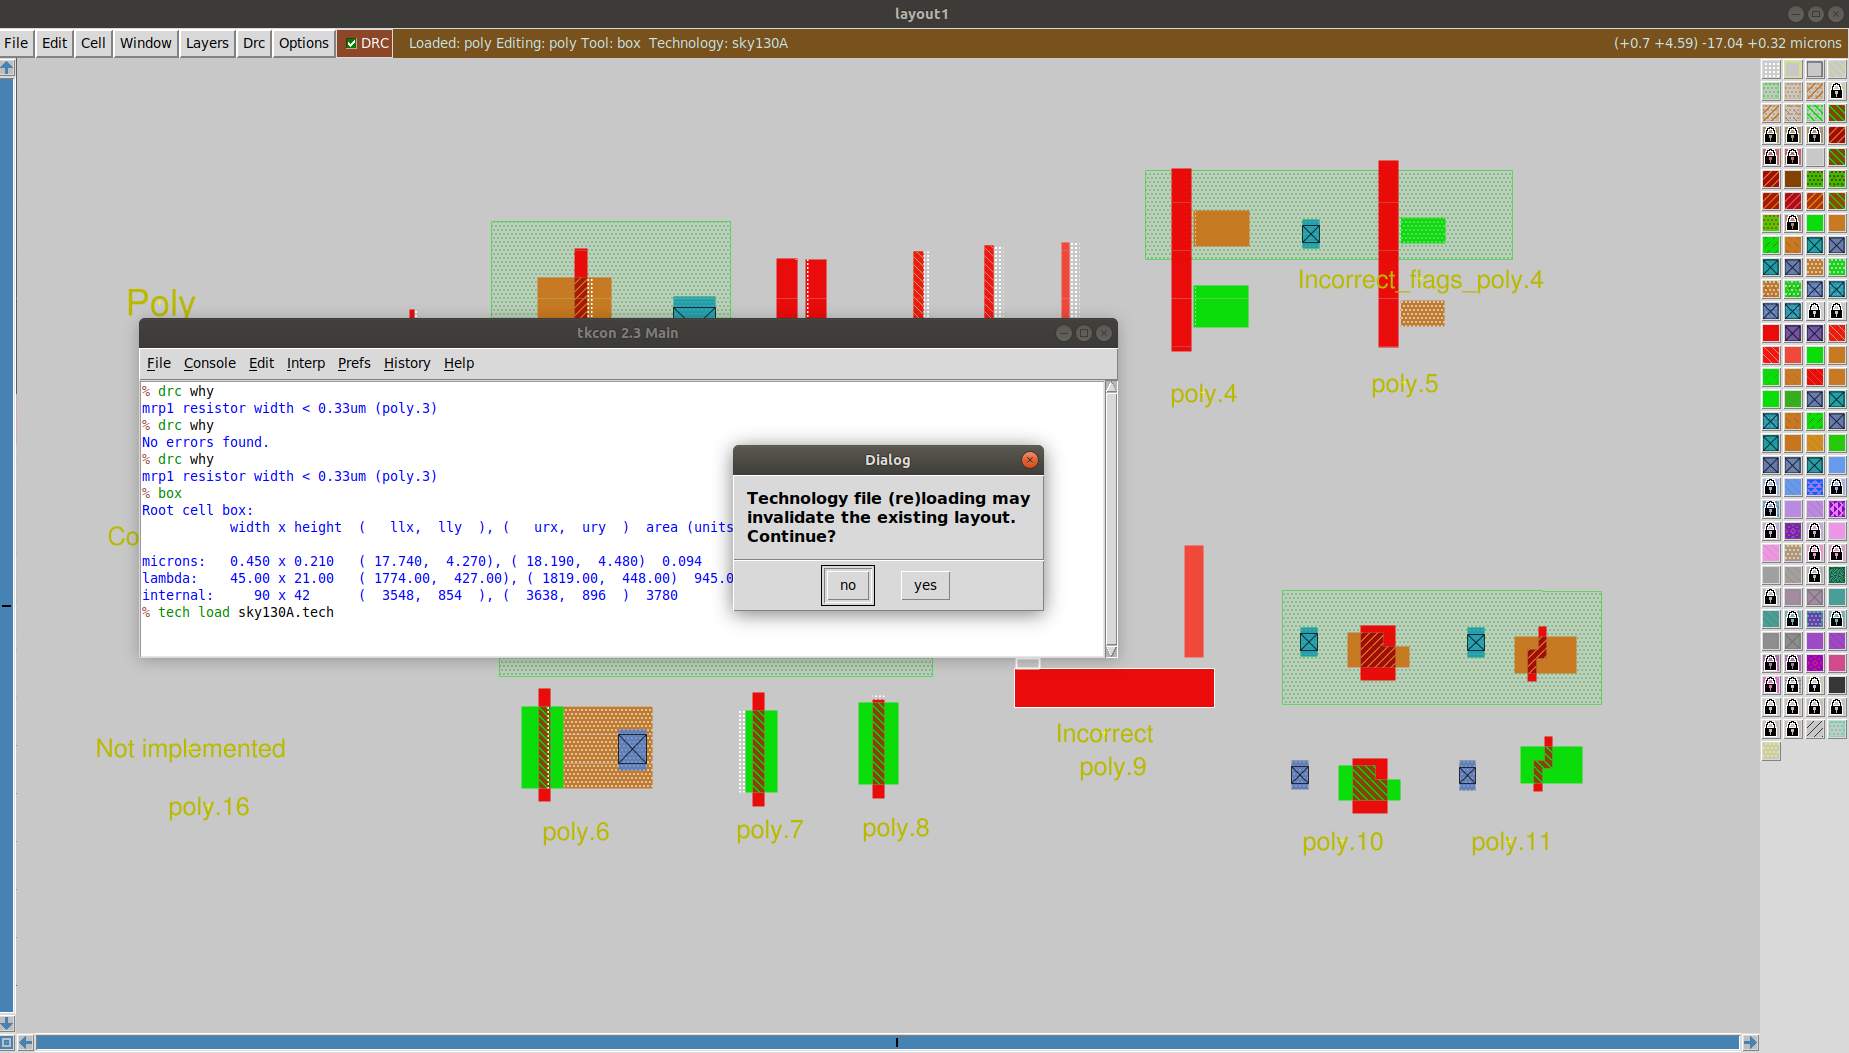 layout1
File Edit Cell Window Layers Drc Options DRC Loaded: poly Editing: poly Tool: box Technology: sky130A (+0.7 +4.59) -17.04 +0.32 microns
Poly
Incorrect_flags_poly.4
poly.4
poly.5
tkcon 2.3 Main
File Console Edit Interp Prefs History Help
% drc why
mrp1 resistor width < 0.33um (poly.3)
% drc why
No errors found.
% drc why
mrp1 resistor width < 0.33um (poly.3)
% box
Root cell box:
width x height ( llx, lly ), ( urx, ury ) area (units
microns: 0.450 x 0.210 ( 17.740, 4.270), ( 18.190, 4.480) 0.094
lambda: 45.00 x 21.00 ( 1774.00, 427.00), ( 1819.00, 448.00) 945.0
internal: 90 x 42 ( 3548, 854 ), ( 3638, 896 ) 3780
% tech load sky130A.tech
Dialog
Technology file (re)loading may
invalidate the existing layout.
Continue?
no yes
Co
Not implemented
poly.16
poly.6
poly.7
poly.8
Incorrect
poly.9
poly.10
poly.11